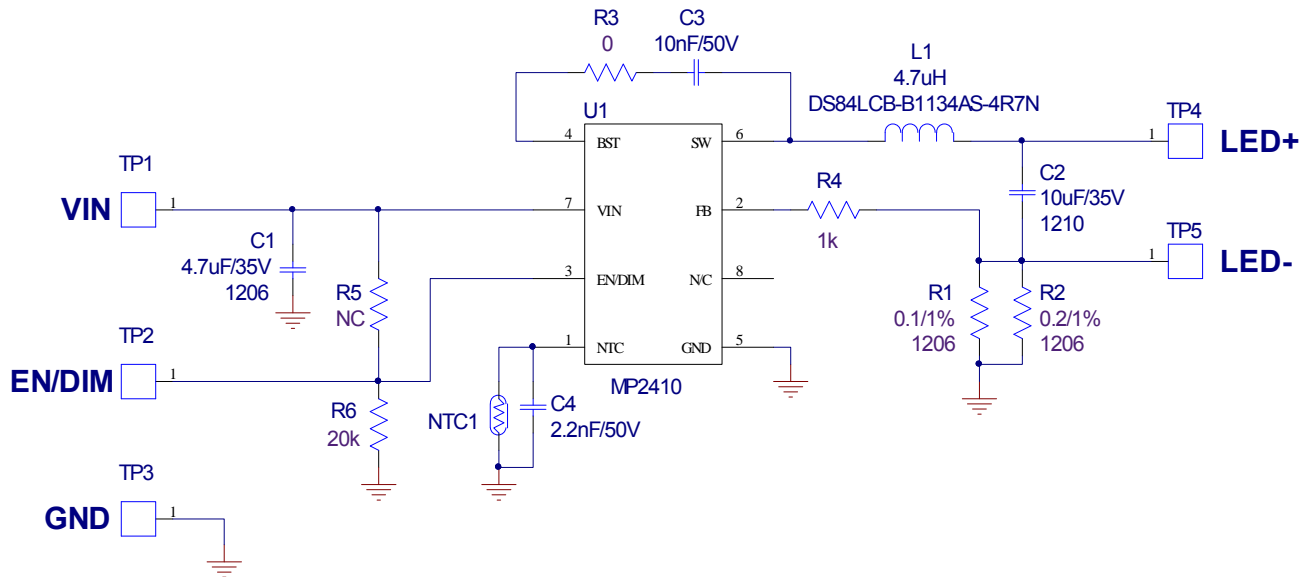 R3
0
C3
10nF/50V
L1
4.7uH
DS84LCB-B1134AS-4R7N
U1
4
BST
SW
6
TP4
1
LED+
TP1
VIN
1
7
VIN
FB
2
R4
1k
C2
10uF/35V
1210
TP5
1
LED-
C1
4.7uF/35V
1206
R5
NC
3
EN/DIM
N/C
8
R1
0.1/1%
1206
R2
0.2/1%
1206
TP2
EN/DIM
1
1
NTC
GND
5
MP2410
R6
20k
NTC1
C4
2.2nF/50V
TP3
GND
1